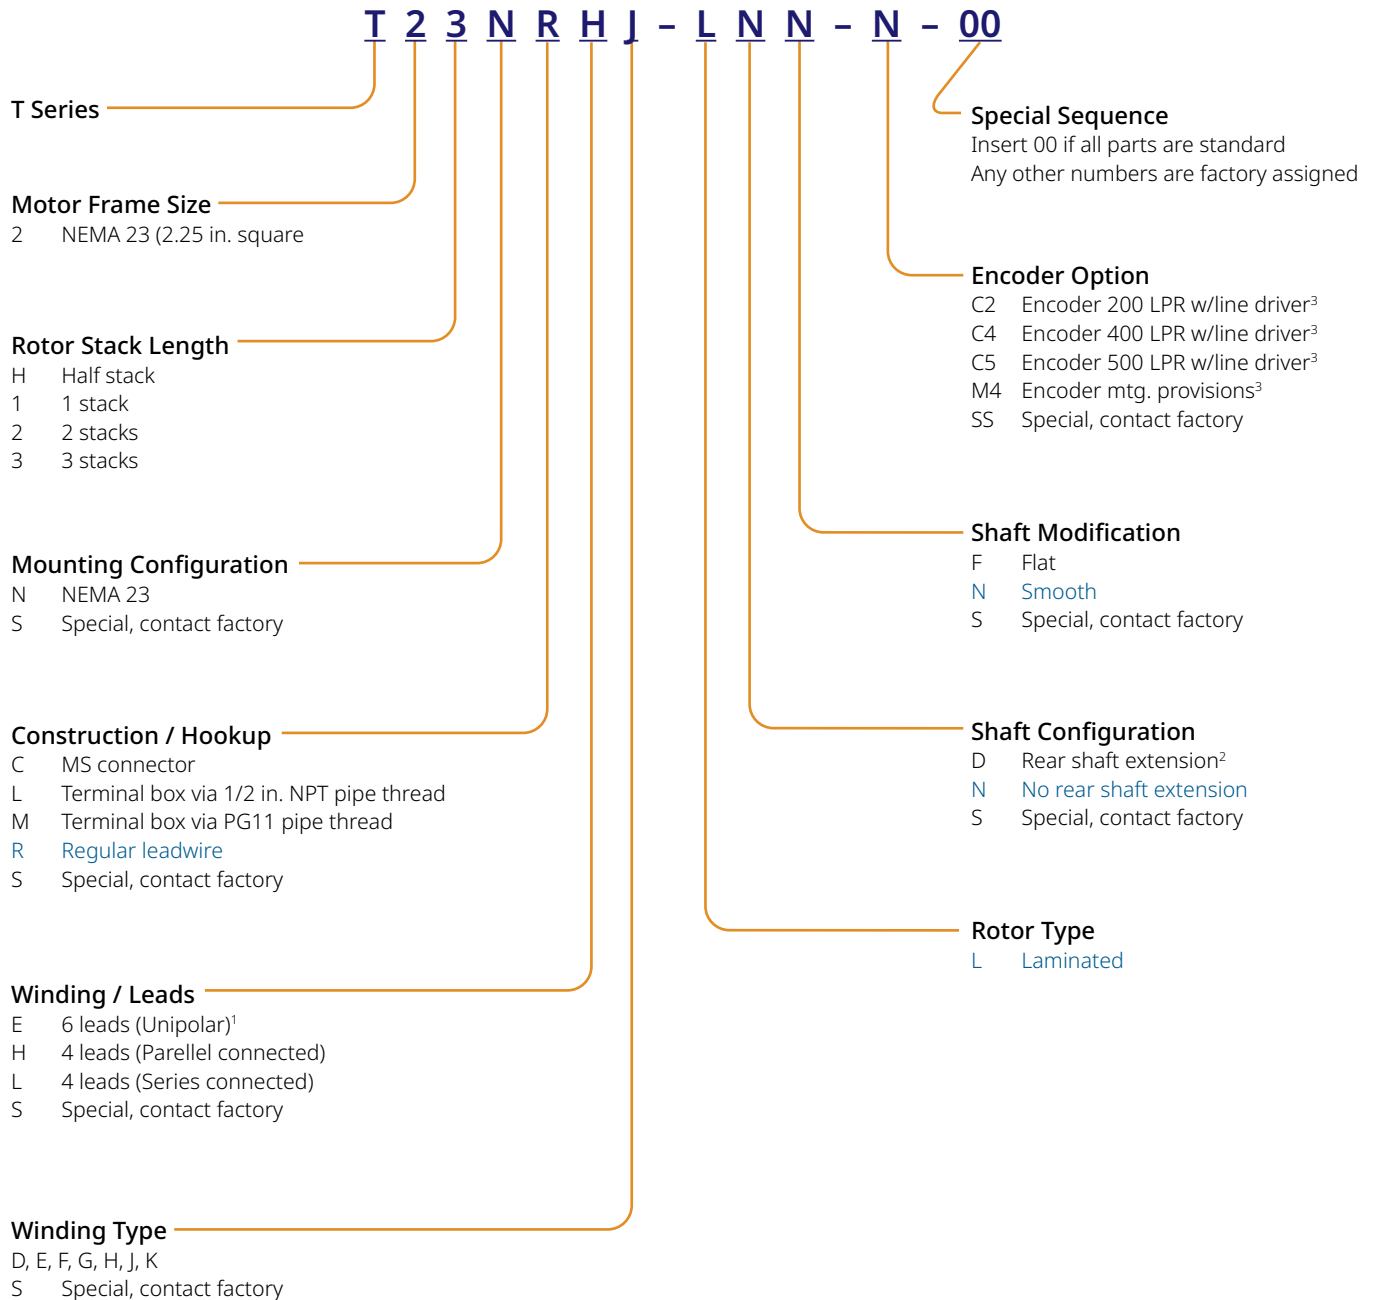 T 2 3 N R H J – L N N – N – 00
T Series
Motor Frame Size
2 NEMA 23 (2.25 in. square
Rotor Stack Length
H Half stack
1 1 stack
2 2 stacks
3 3 stacks
Mounting Configuration
N NEMA 23
S Special, contact factory
Construction / Hookup
C MS connector
L Terminal box via 1/2 in. NPT pipe thread
M Terminal box via PG11 pipe thread
R Regular leadwire
S Special, contact factory
Winding / Leads
E 6 leads (Unipolar)¹
H 4 leads (Parellel connected)
L 4 leads (Series connected)
S Special, contact factory
Winding Type
D, E, F, G, H, J, K
S Special, contact factory
Special Sequence
Insert 00 if all parts are standard
Any other numbers are factory assigned
Encoder Option
C2 Encoder 200 LPR w/line driver³
C4 Encoder 400 LPR w/line driver³
C5 Encoder 500 LPR w/line driver³
M4 Encoder mtg. provisions³
SS Special, contact factory
Shaft Modification
F Flat
N Smooth
S Special, contact factory
Shaft Configuration
D Rear shaft extension²
N No rear shaft extension
S Special, contact factory
Rotor Type
L Laminated